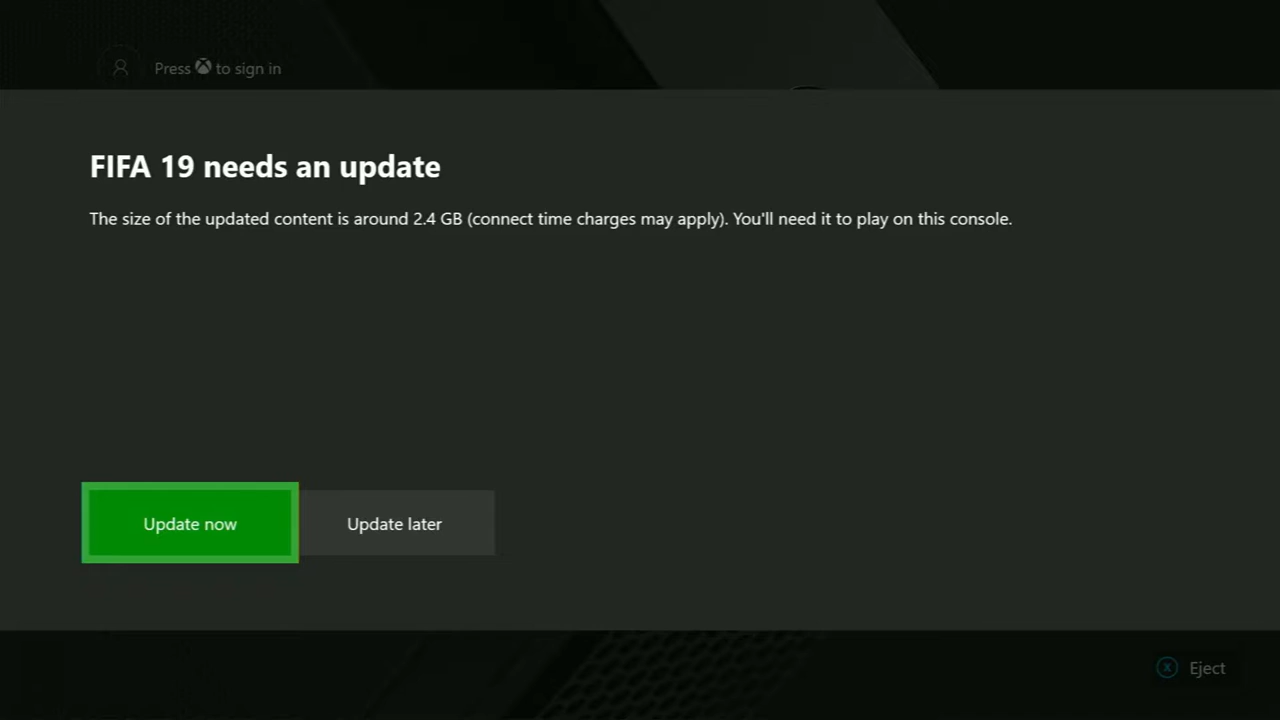 Press to sign in
FIFA 19 needs an update
The size of the updated content is around 2.4 GB (connect time charges may apply). You'll need it to play on this console.
Update now
Update later
X Eject